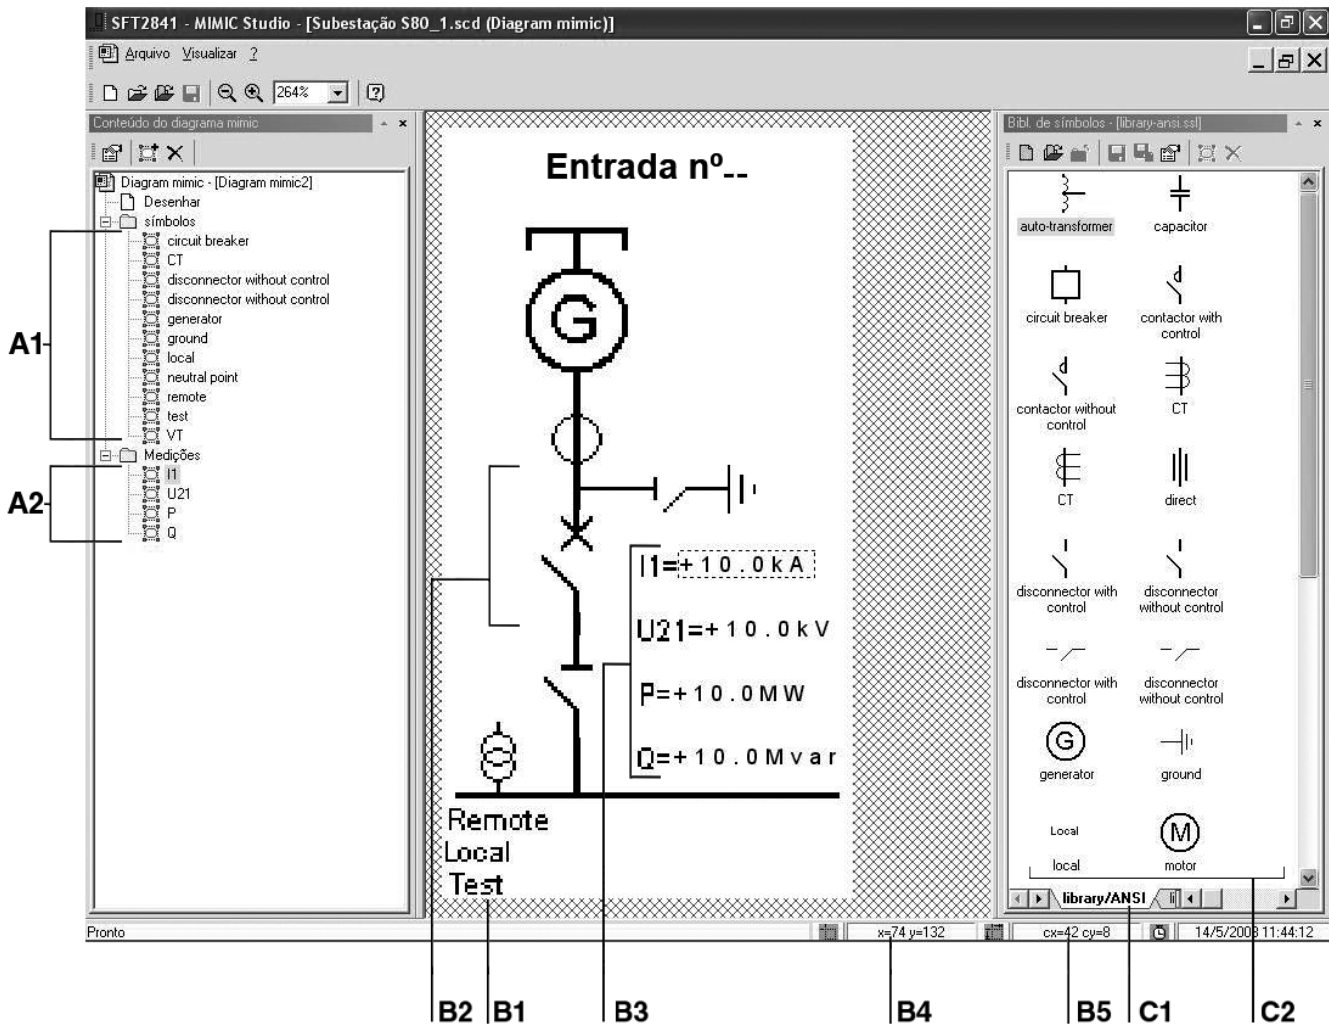 SFT2841 - MIMIC Studio - [Subestação S80_1.scd (Diagram mimic)]
Arquivo Visualizar ?
264%
Conteúdo do diagrama mimic
Diagram mimic - [Diagram mimic2]
Desenhar
símbolos
circuit breaker
CT
disconnector without control
disconnector without control
generator
ground
local
neutral point
remote
test
VT
Medições
I1
U21
P
Q
A1
A2
Entrada nº--
G
I1=+10.0kA
U21=+10.0kV
P=+10.0MW
Q=+10.0Mvar
Remote
Local
Test
Bibl. de símbolos - [library-ansi.ssl]
auto-transformer
capacitor
circuit breaker
contactor with
control
contactor without
control
CT
CT
direct
disconnector with
control
disconnector
without control
disconnector with
control
disconnector
without control
G
generator
ground
Local
local
M
motor
library/ANSI
Pronto
x=74 y=132
cx=42 cy=8
14/5/2008 11:44:12
B2 B1 B3 B4 B5 C1 C2